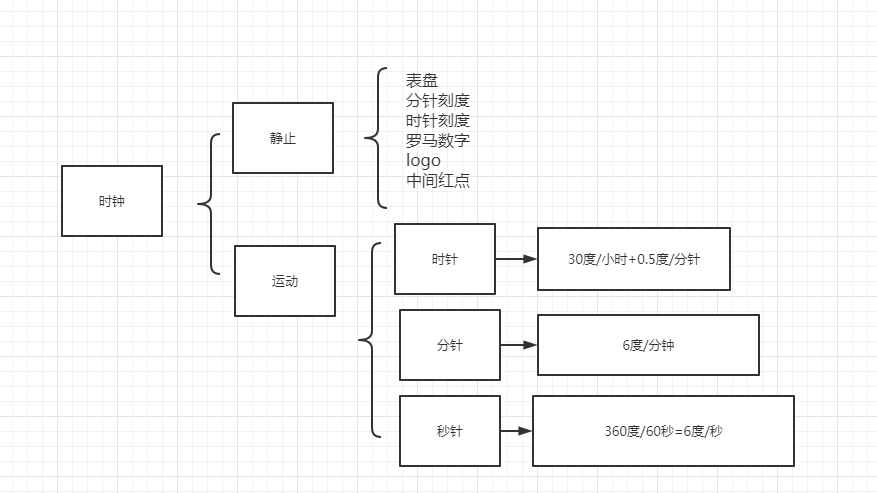 时钟
静止
表盘
分针刻度
时针刻度
罗马数字
logo
中间红点
运动
时针
30度/小时+0.5度/分针
分针
6度/分钟
秒针
360度/60秒=6度/秒